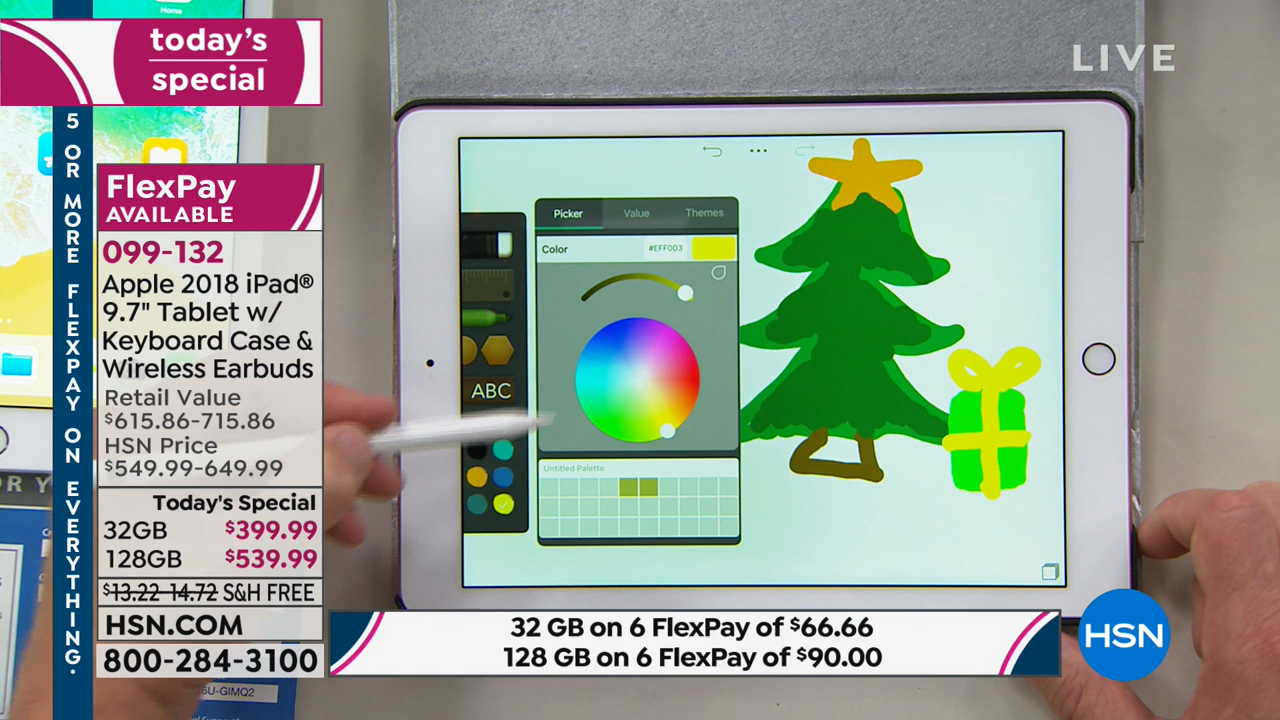 Home
today's
special
LIVE
5 OR MORE FLEXPAY ON EVERYTHING.
FlexPay
AVAILABLE
099-132
Apple 2018 iPad®
9.7" Tablet w/
Keyboard Case &
Wireless Earbuds
Retail Value
$615.86-715.86
HSN Price
$549.99-649.99
Today's Special
32GB $399.99
128GB $539.99
$13.22-14.72 S&H FREE
HSN.COM
800-284-3100
Picker Value Themes
Color #EFF003
ABC
Untitled Palette
32 GB on 6 FlexPay of $66.66
128 GB on 6 FlexPay of $90.00
HSN
6U-GIMQ2